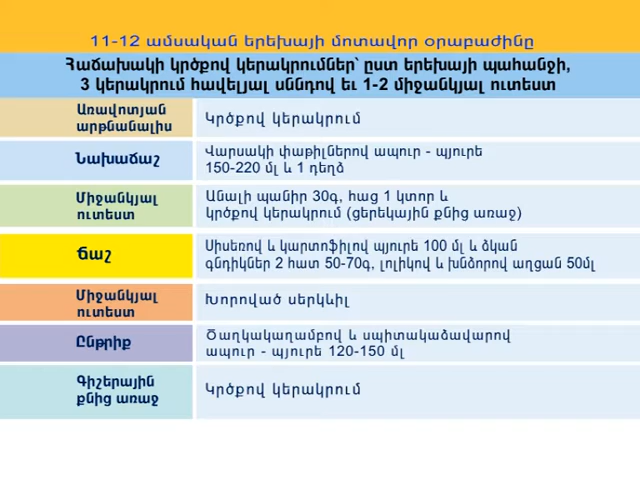 11-12 ամսական երեխայի մոտավոր օրաբաժինը
Հաճախակի կրծքով կերակրումներ՝ ըստ երեխայի պահանջի,
3 կերակրում հավելյալ սննդով եւ 1-2 միջանկյալ ուտեստ
Առավոտյան
արթնանալիս
Կրծքով կերակրում
Նախաճաշ
Վարսակի փաթիլներով ապուր - պյուրե
150-220 մլ և 1 դեղձ
Միջանկյալ
ուտեստ
Անալի պանիր 30գ, հաց 1 կտոր և
կրծքով կերակրում (ցերեկային քնից առաջ)
Ճաշ
Սիսեռով և կարտոֆիլով պյուրե 100 մլ և ձկան
գնդիկներ 2 հատ 50-70գ, լոլիկով և խնձորով աղցան 50մլ
Միջանկյալ
ուտեստ
Խորոված սերկևիլ
Ընթրիք
Ծաղկակաղամբով և սպիտակաձավարով
ապուր - պյուրե 120-150 մլ
Գիշերային
քնից առաջ
Կրծքով կերակրում